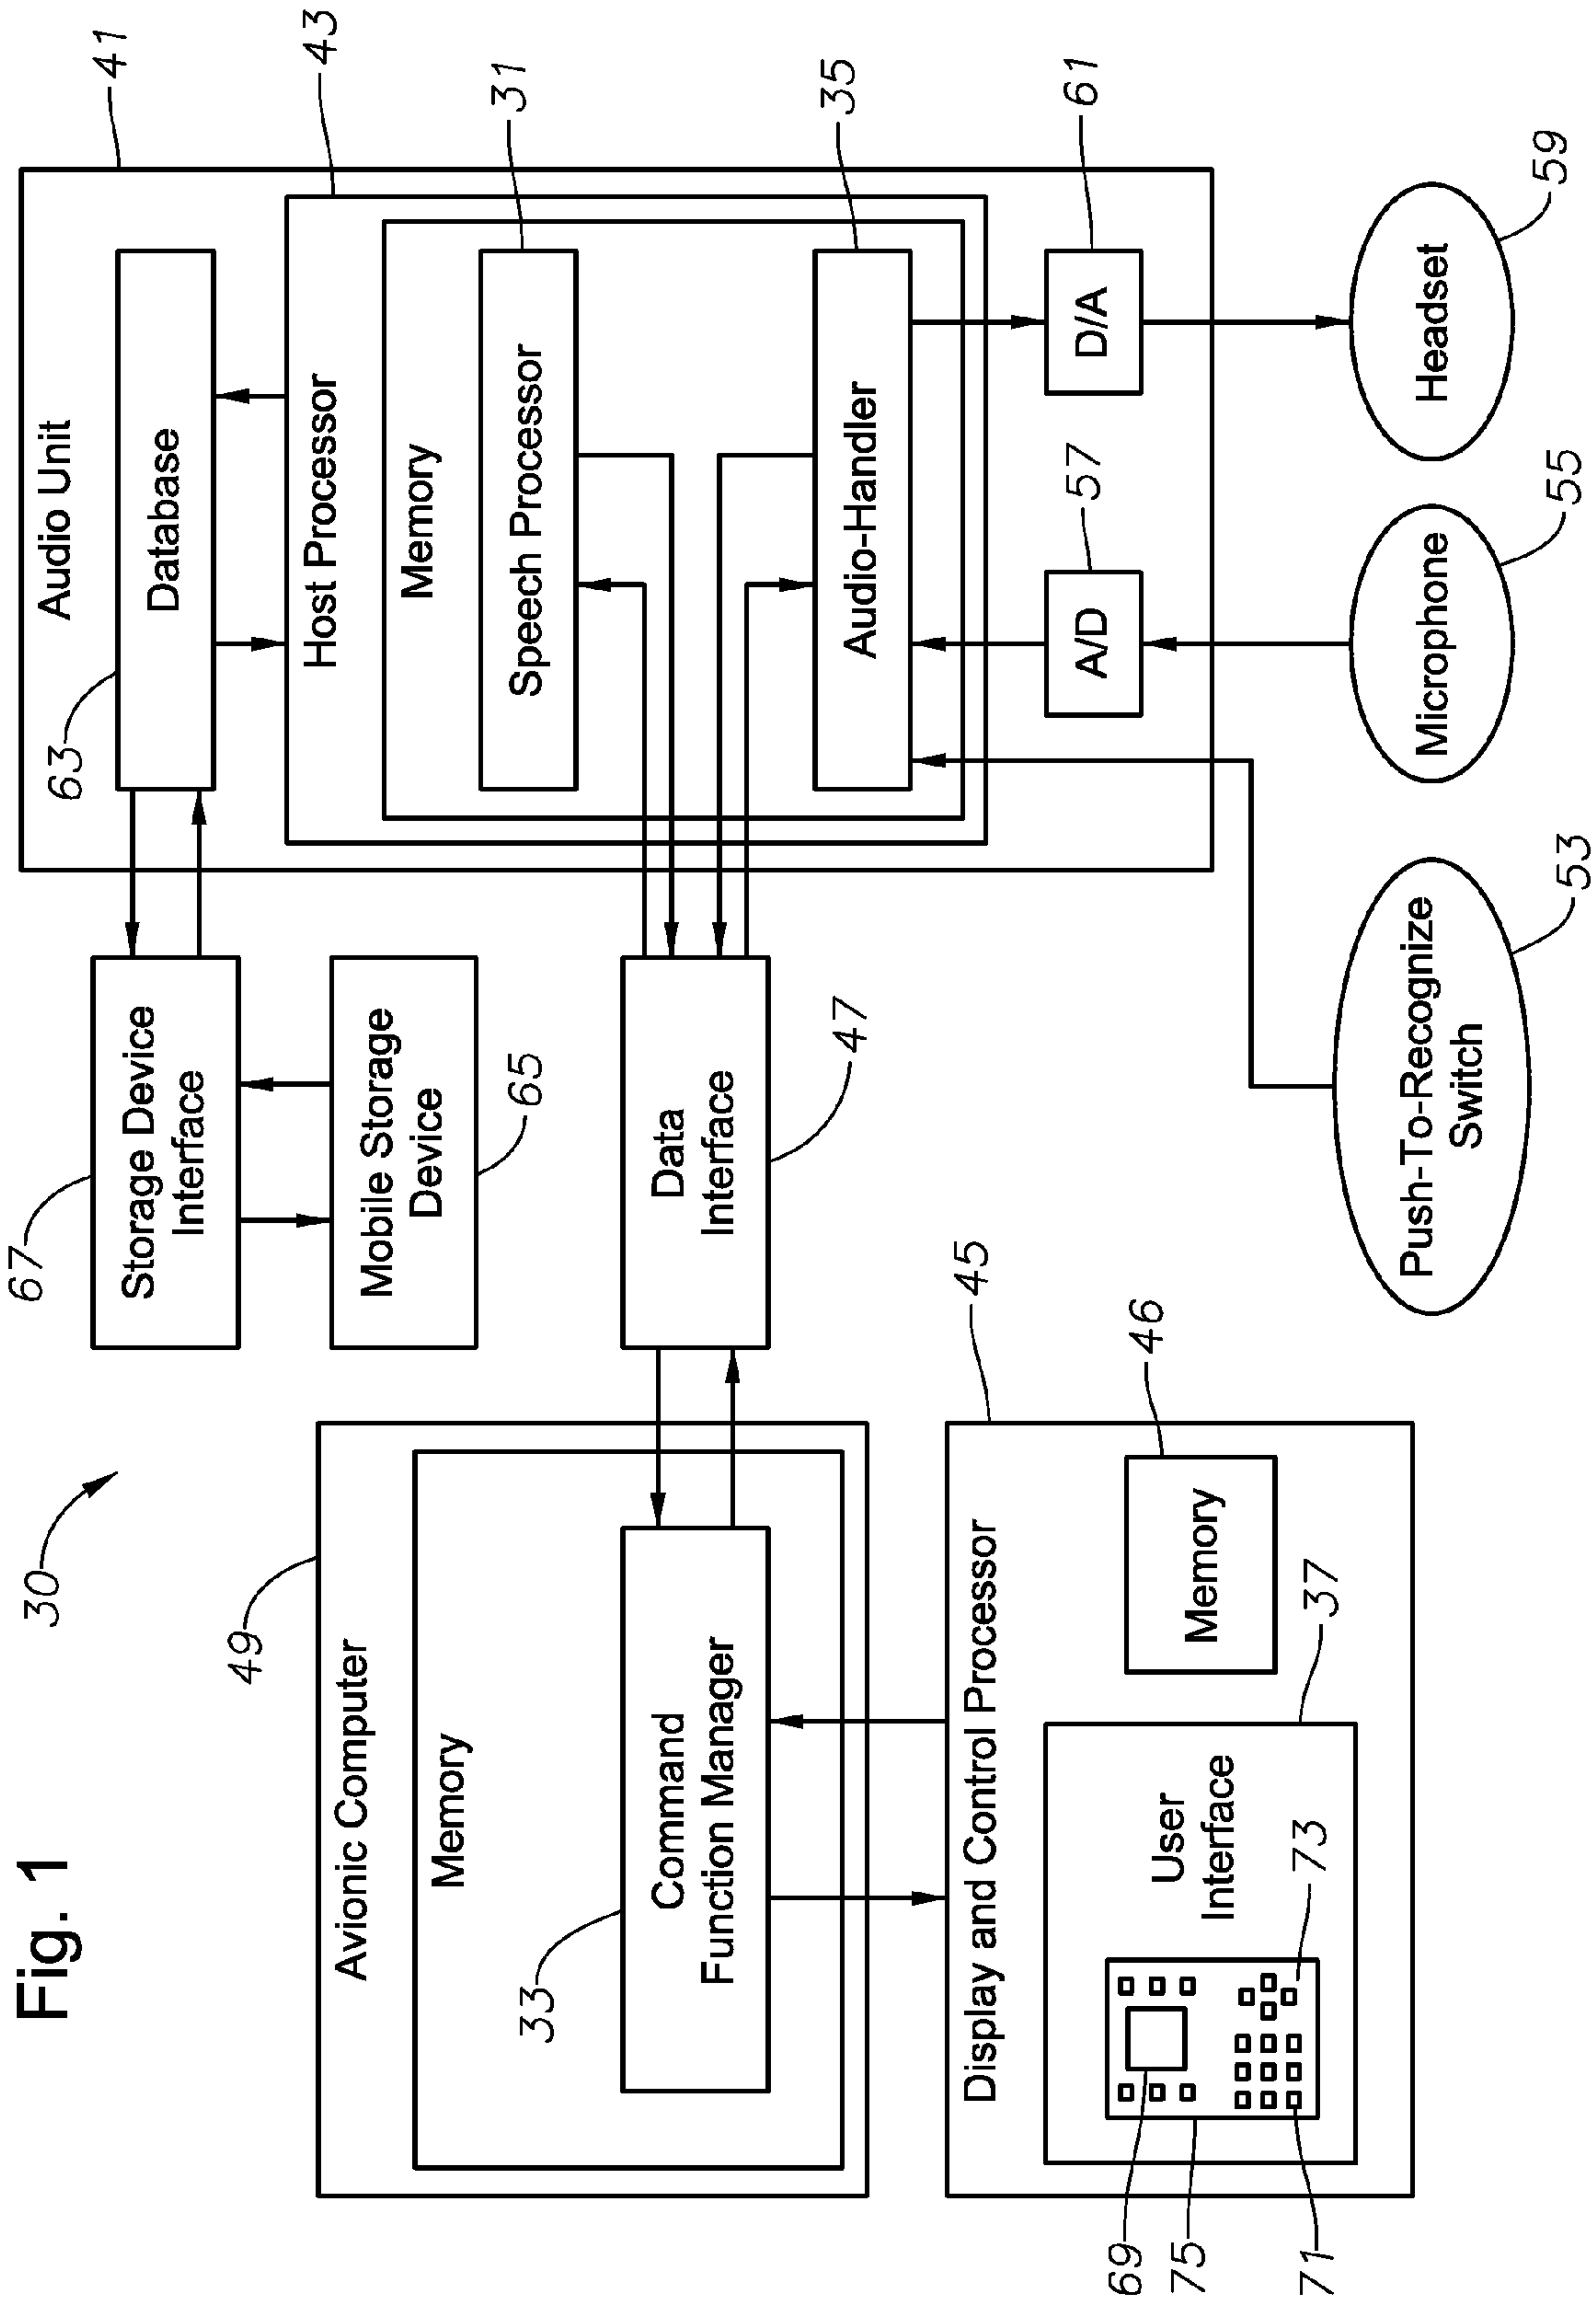 Fig. 1
30
49
Avionic Computer
Memory
33
Command
Function Manager
Display and Control Processor
45
Memory
46
User
Interface
37
73
69
75
71
67
Storage Device
Interface
Mobile Storage
Device
65
Data
Interface
47
41
Audio Unit
63
Database
43
Host Processor
Memory
31
Speech Processor
35
Audio-Handler
57
A/D
61
D/A
Push-To-Recognize
Switch
53
Microphone
55
Headset
59